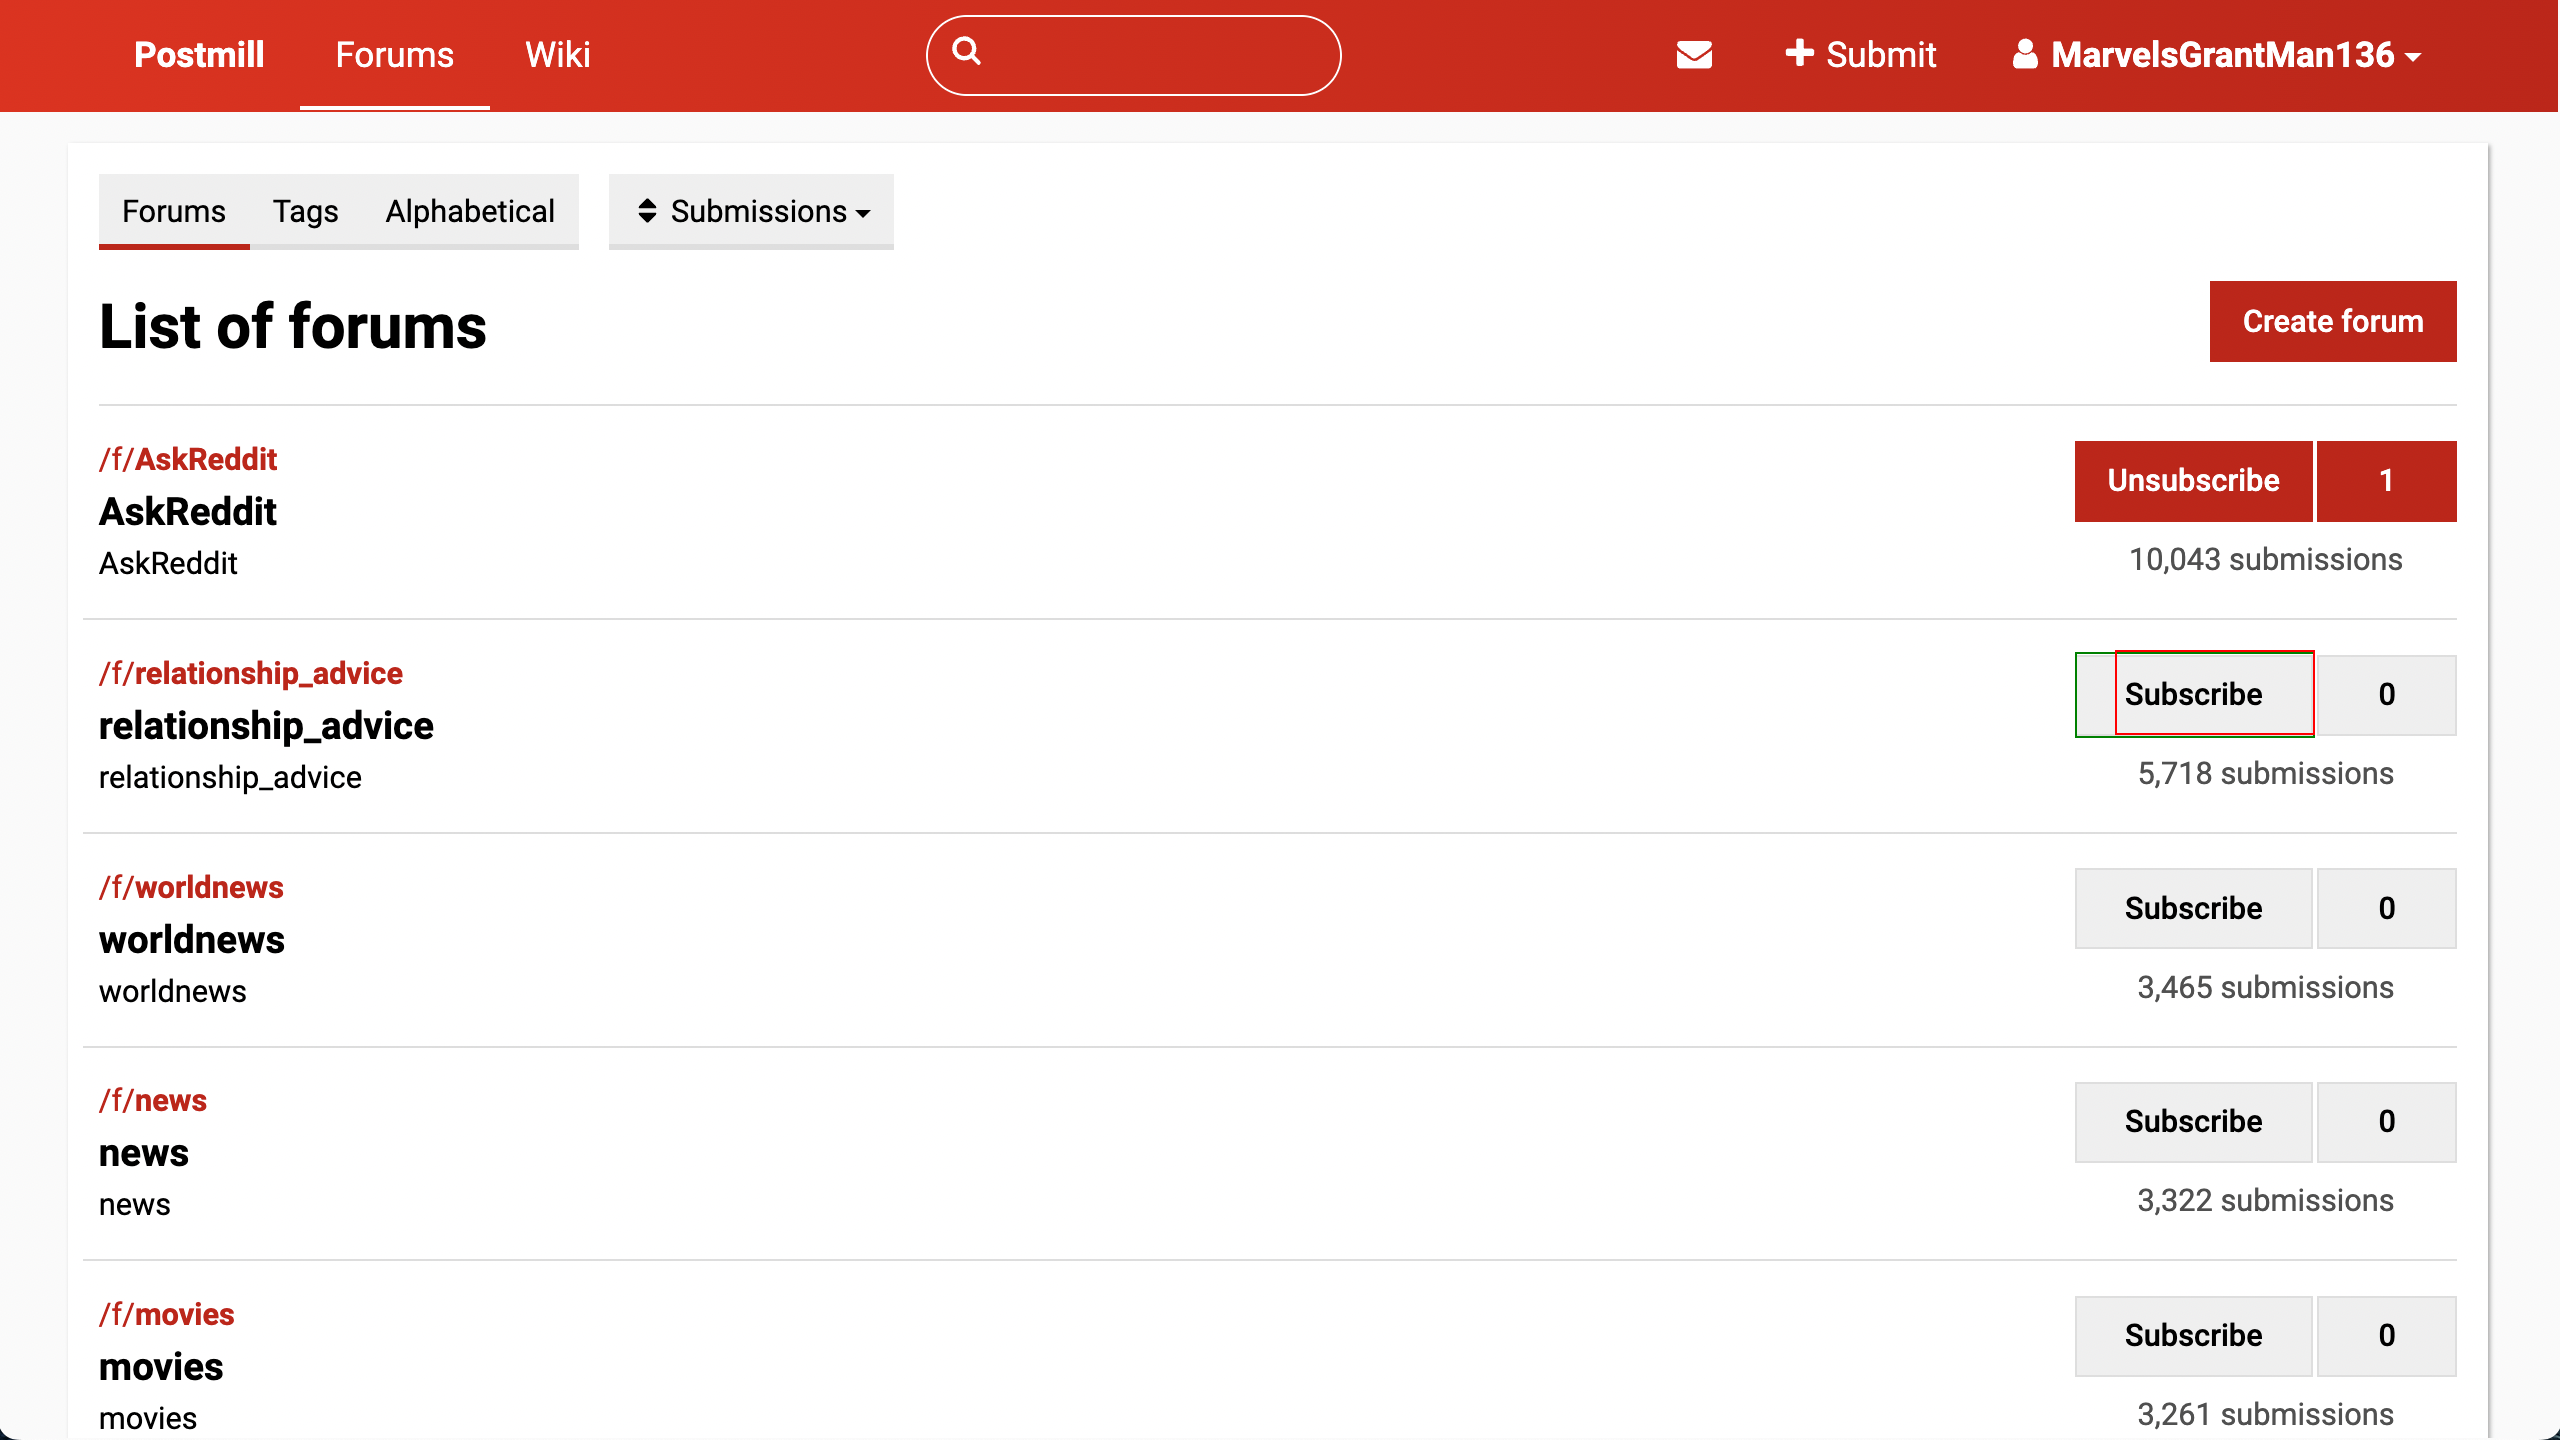 Postmill Forums Wiki Submit MarvelsGrantMan136
Forums Tags Alphabetical Submissions
List of forums
Create forum
/f/AskReddit
AskReddit
AskReddit
Unsubscribe 1
10,043 submissions
/f/relationship_advice
relationship_advice
relationship_advice
Subscribe 0
5,718 submissions
/f/worldnews
worldnews
worldnews
Subscribe 0
3,465 submissions
/f/news
news
news
Subscribe 0
3,322 submissions
/f/movies
movies
movies
Subscribe 0
3,261 submissions